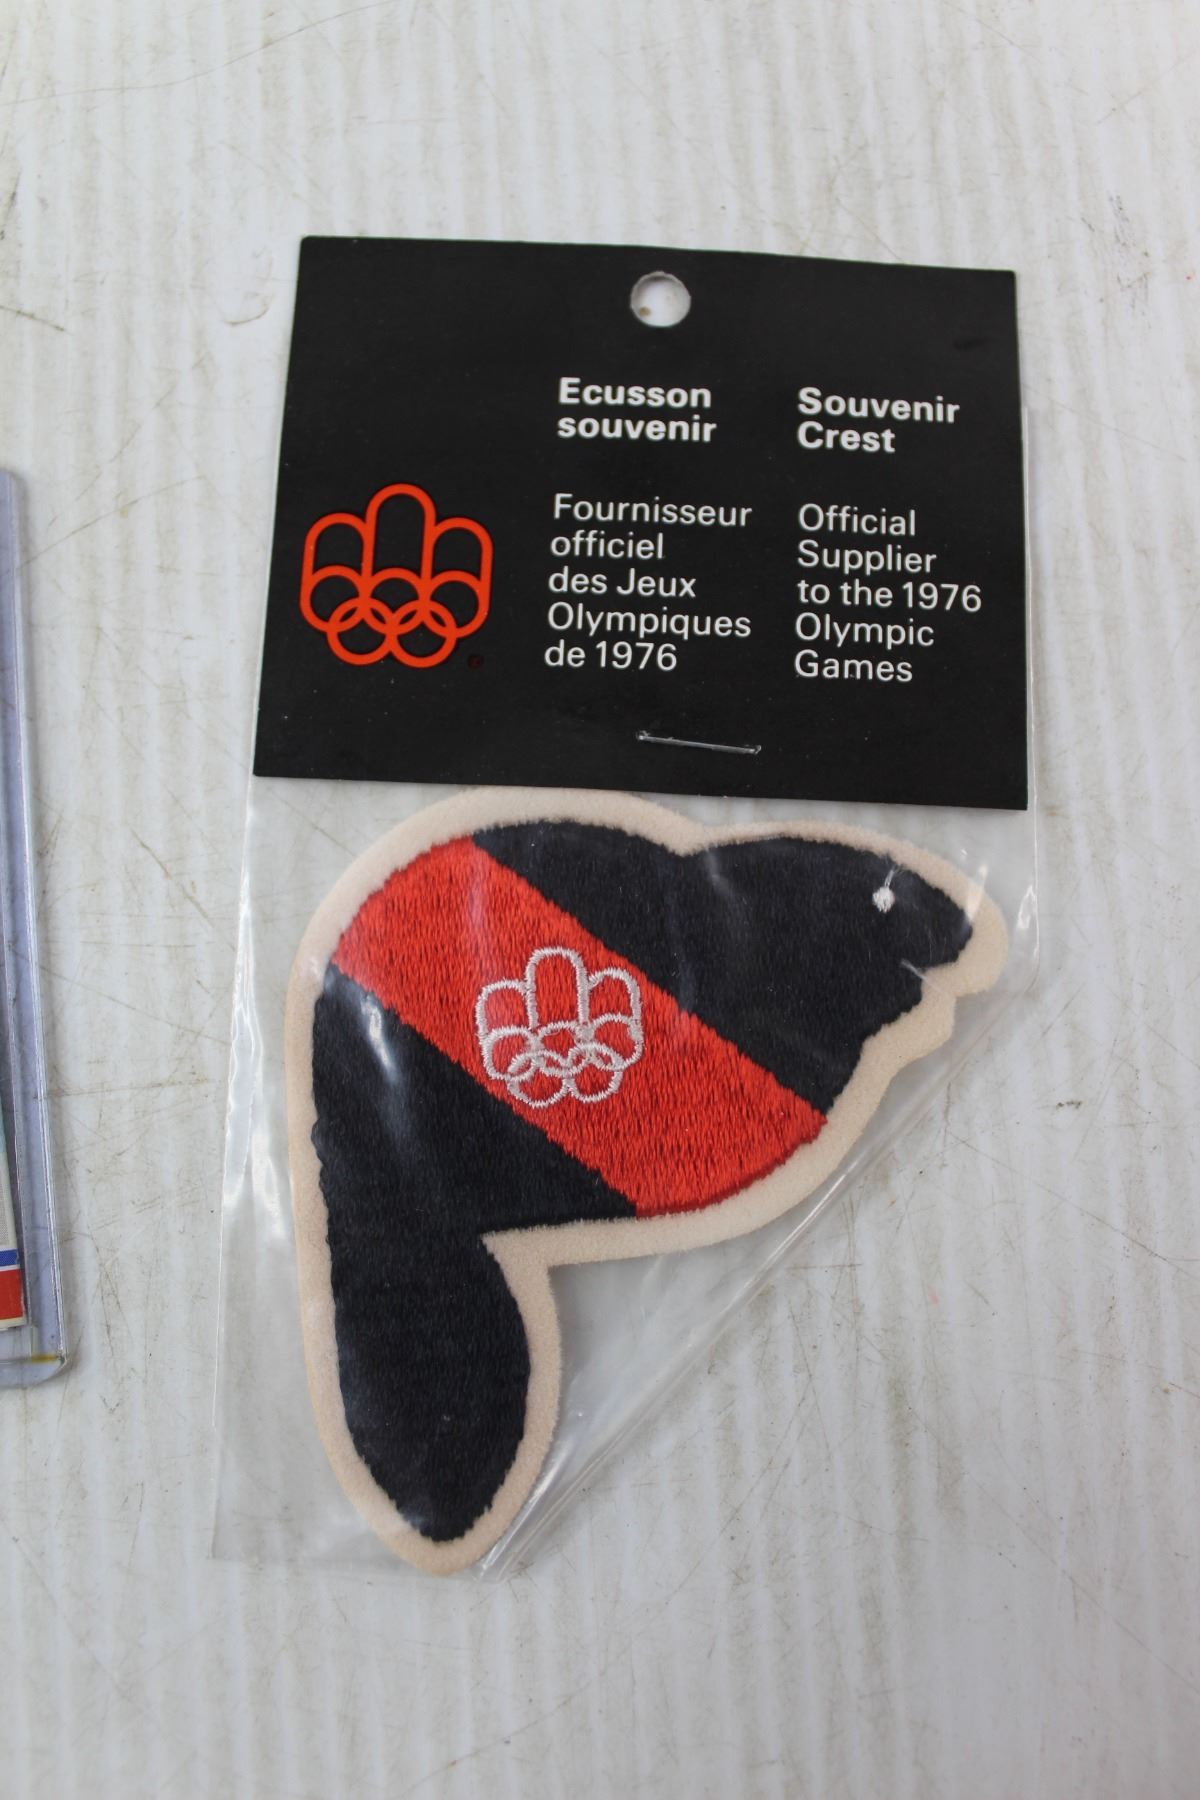 Ecusson
souvenir
Fournisseur
officiel
des Jeux
Olympiques
de 1976
Souvenir
Crest
Official
Supplier
to the 1976
Olympic
Games